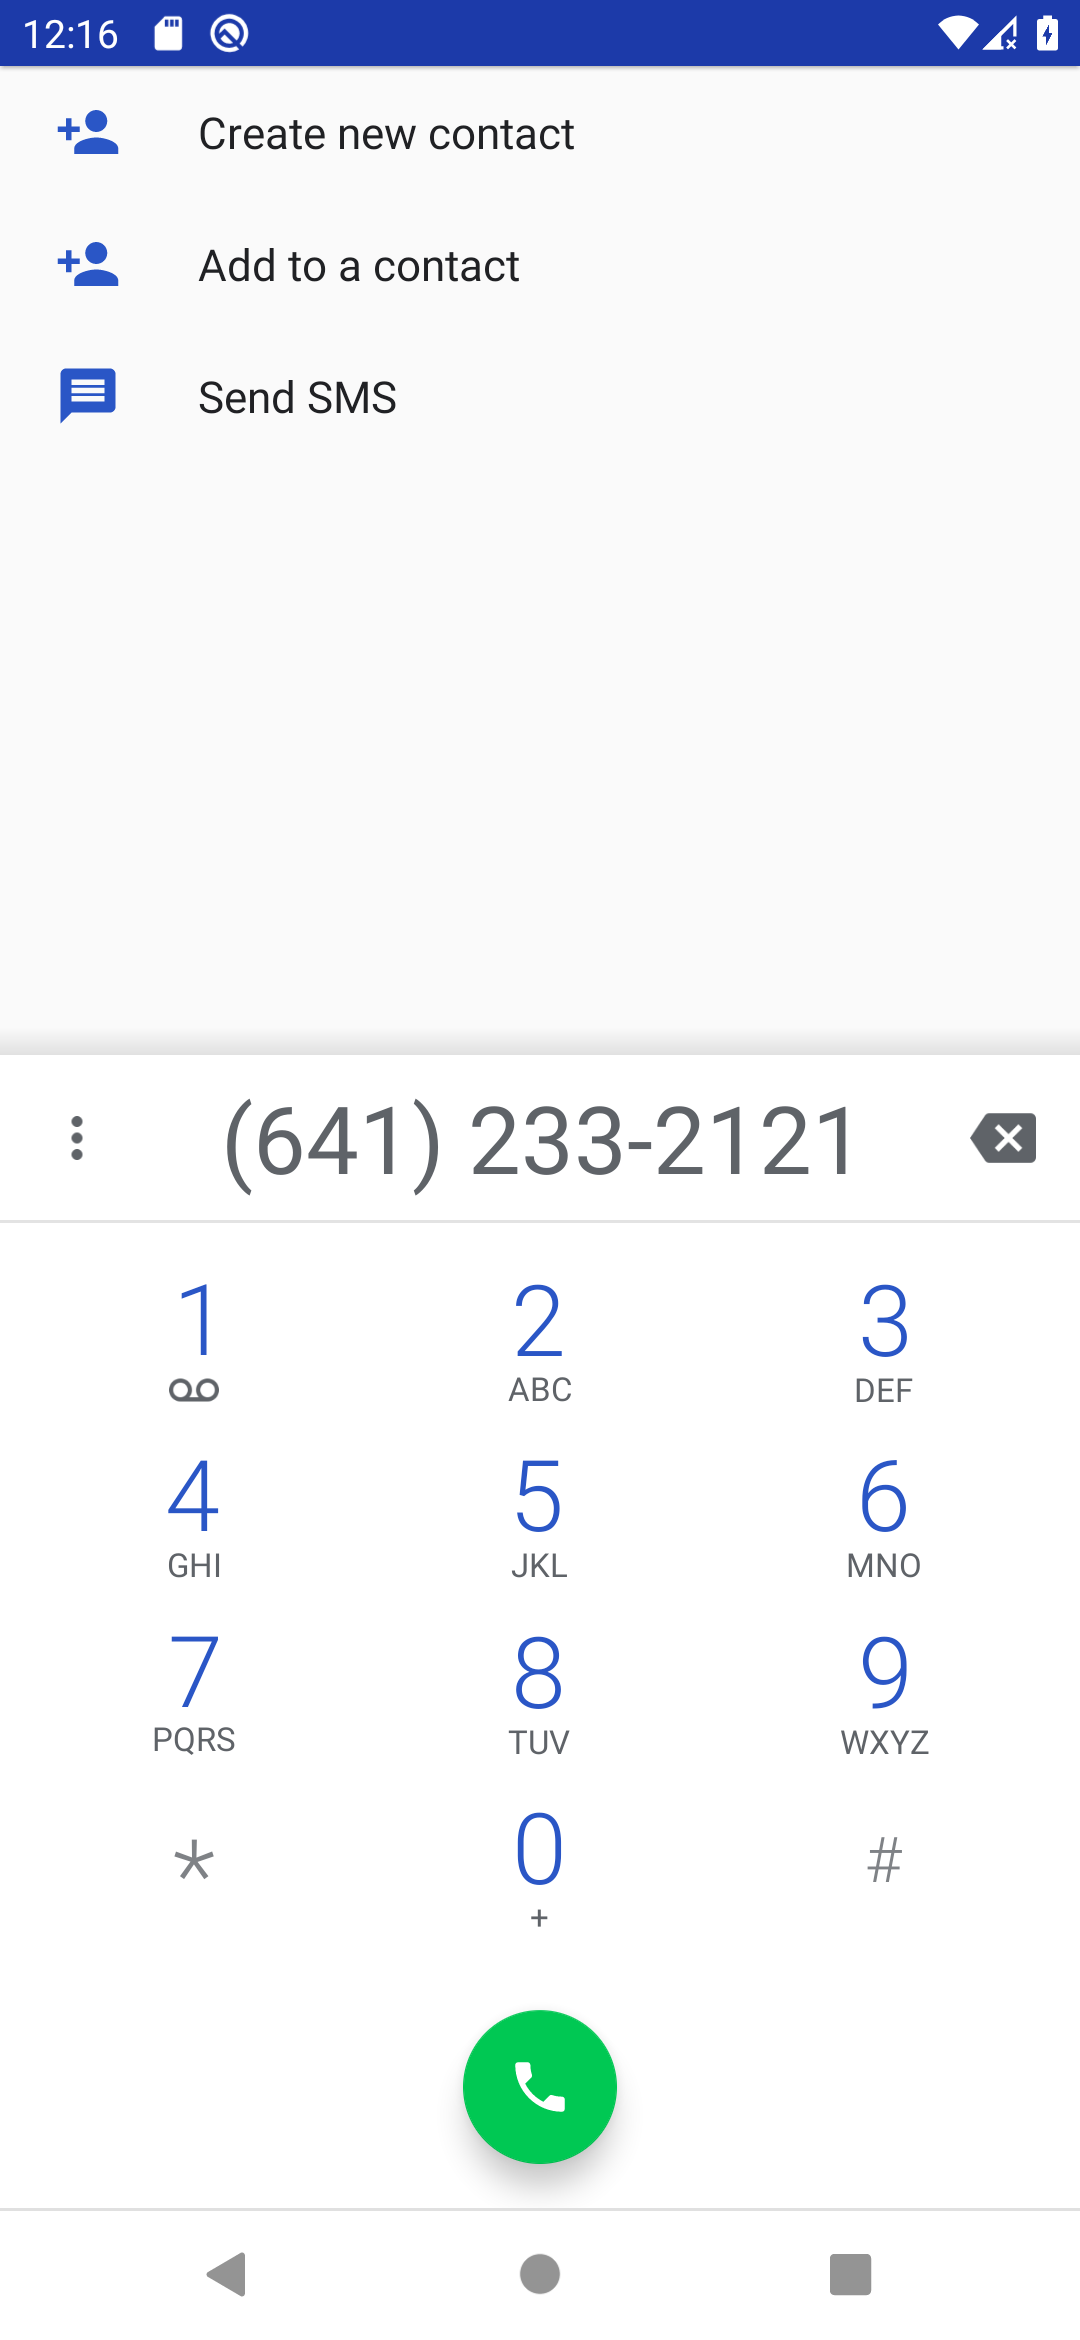 12:16
Create new contact
Add to a contact
Send SMS
(641) 233-2121
1 2 3
ABC DEF
4 5 6
GHI JKL MNO
7 8 9
PQRS TUV WXYZ
* 0 #
+